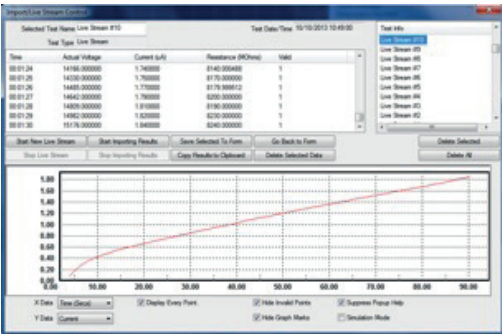 Import/Live Stream Control
Selected Test Name Live Stream #10 Test Date/Time 10/10/2013 10:49:00
Test Type Live Stream
Time Actual Voltage Current (uA) Resistance (MOhms) Valid
00:01:24 14166.000000 1.740000 8140.000488 1
00:01:25 14330.000000 1.750000 8170.000000 1
00:01:26 14485.000000 1.770000 8179.999512 1
00:01:27 14642.000000 1.790000 8200.000000 1
00:01:28 14809.000000 1.810000 8190.000000 1
00:01:29 14982.000000 1.820000 8230.000000 1
00:01:30 15176.000000 1.840000 8240.000000 1
Test Info
Live Stream #10
Live Stream #9
Live Stream #8
Live Stream #7
Live Stream #6
Live Stream #5
Live Stream #4
Live Stream #3
Live Stream #2
Start New Live Stream Start Importing Results Save Selected To Form Go Back to Form Delete Selected
Stop Live Stream Stop Importing Results Copy Results to Clipboard Delete Selected Data Delete All
1.80
1.60
1.40
1.20
1.00
0.80
0.60
0.40
0.20
0.00
0.00 10.00 20.00 30.00 40.00 50.00 60.00 70.00 80.00 90.00 100.00
X Data Time (Secs) Display Every Point. Hide Invalid Points Suppress Popup Help
Y Data Current Hide Graph Marks Simulation Mode